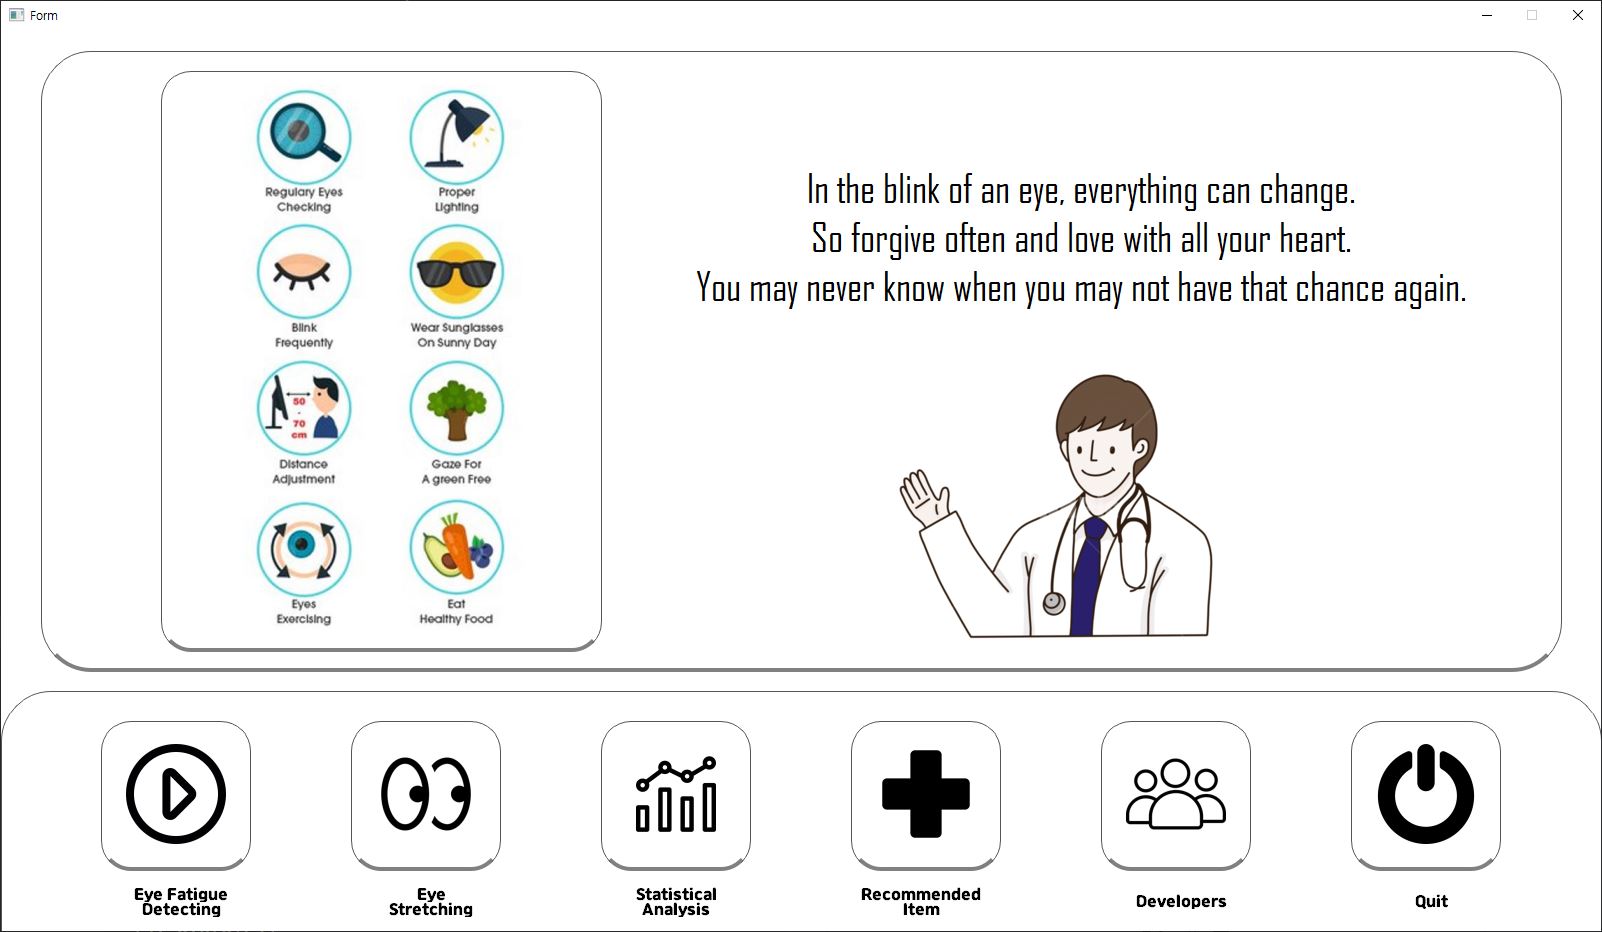 Form
Regulary Eyes
Checking
Proper
Lighting
Blink
Frequently
Wear Sunglasses
On Sunny Day
50
-
70
cm
Distance
Adjustment
Gaze For
A green Free
Eyes
Exercising
Eat
Healthy Food
In the blink of an eye, everything can change.
So forgive often and love with all your heart.
You may never know when you may not have that chance again.
Eye Fatigue
Detecting
Eye
Stretching
Statistical
Analysis
Recommended
Item
Developers
Quit